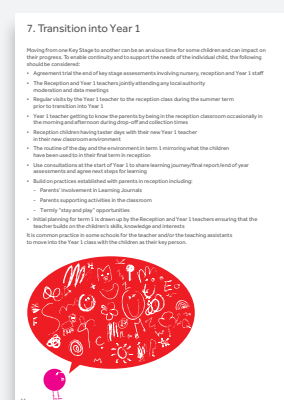 7. Transition into Year 1
Moving from one Key Stage to another can be an anxious time for some children and can impact on
their progress. To enable continuity and to support the needs of the individual child, the following
should be considered:
• Agreement trial the end of key stage assessments involving nursery, reception and Year 1 staff
• The Reception and Year 1 teachers jointly attending any local authority
moderation and data meetings
• Regular visits by the Year 1 teacher to the reception class during the summer term
prior to transition into Year 1
• Year 1 teacher getting to know the parents by being in the reception classroom occasionally in
the morning and afternoon during drop-off and collection times
• Reception children having taster days with their new Year 1 teacher
in their new environment
• The routine of the day and the environment in term 1 mirroring what the children
have been used to in their final term in reception
• Use consultations at the start of Year 1 to share learning journey/final report/end of year
assessments and agree next steps for learning
• Build on practices established with parents in reception including:
– Parents' involvement in Learning Journals
– Parents supporting activities in the classroom
– Termly "stay and play" opportunities
• Initial planning for term 1 is drawn up by the Reception and Year 1 teachers ensuring that the
teacher builds on the children's skills, knowledge and interests
It is common practice in some schools for the teacher and/or the teaching assistants
to move into the Year 1 class with the children as their key person.